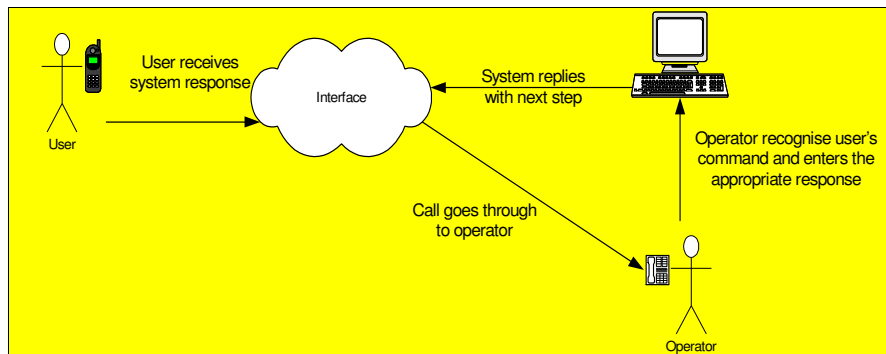 User receives
system response
User
Interface
System replies
with next step
Operator recognise user's
command and enters the
appropriate response
Call goes through
to operator
Operator